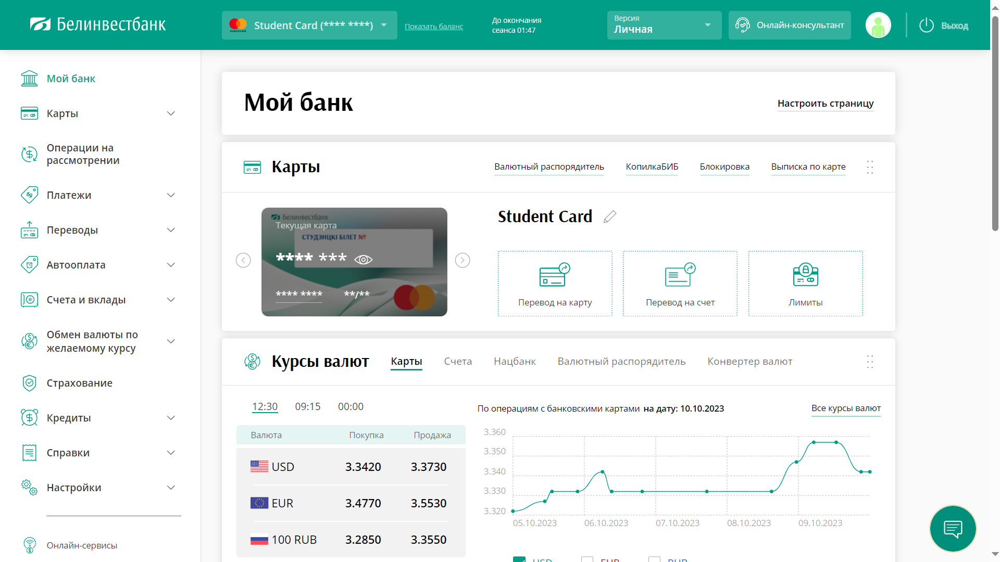 Белинвестбанк
Student Card (**** ****)
Показать баланс
До окончания
сеанса 01:47
Версия
Личная
Онлайн-консультант
Выход
Мой банк
Карты
Операции на
рассмотрении
Платежи
Переводы
Автооплата
Счета и вклады
Обмен валюты по
желаемому курсу
Страхование
Кредиты
Справки
Настройки
Онлайн-сервисы
Мой банк
Настроить страницу
Карты
Валютный распорядитель
КопилкаБИБ
Блокировка
Выписка по карте
Белинвестбанк
Текущая карта
СТУДЭНЦКІ БІЛЕТ №
**** ***
**** **** **/**
Student Card
Перевод на карту
Перевод на счет
Лимиты
Курсы валют
Карты
Счета
Нацбанк
Валютный распорядитель
Конвертер валют
12:30 09:15 00:00
Валюта Покупка Продажа
USD 3.3420 3.3730
EUR 3.4770 3.5530
100 RUB 3.2850 3.3550
По операциям с банковскими картами на дату: 10.10.2023
Все курсы валют
3.360
3.350
3.340
3.330
3.320
05.10.2023 06.10.2023 07.10.2023 08.10.2023 09.10.2023
USD EUR RUB